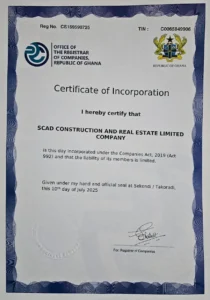 Reg No.
TIN :
OFFICE OF
THE REGISTRAR
OF COMPANIES,
REPUBLIC OF GHANA
Certificate of Incorporation
I hereby certify that
SCAD CONSTRUCTION AND REAL ESTATE LIMITED
COMPANY
is this day incorporated under the Companies Act, 2019 (Act
992) and that the liability of its members is limited.
Given under my hand and official seal at Sekondi / Takoradi,
this 10th day of July 2025
For Registrar of Companies